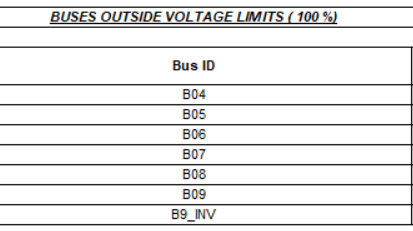 BUSES OUTSIDE VOLTAGE LIMITS ( 100 %)
Bus ID
B04
B05
B06
B07
B08
B09
B9_INV